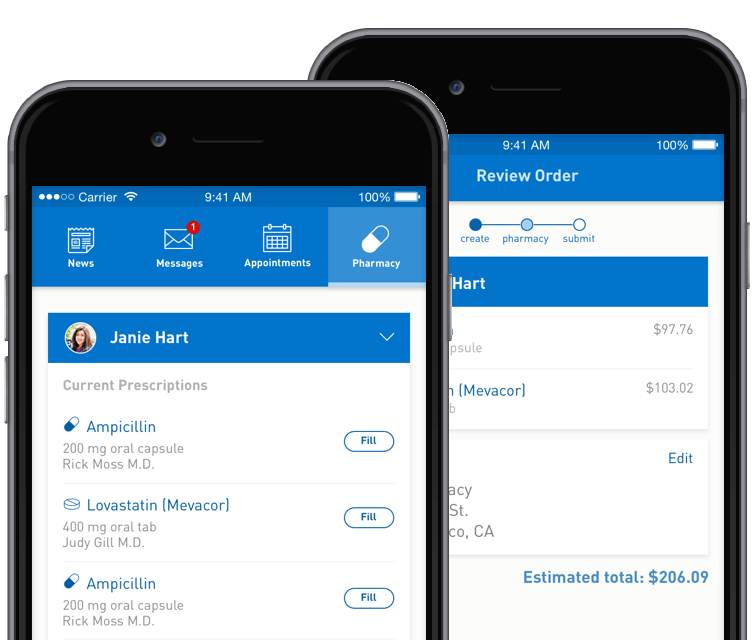 Carrier
9:41 AM
100%
1
News
Messages
Appointments
Pharmacy
Janie Hart
Current Prescriptions
Ampicillin
200 mg oral capsule
Rick Moss M.D.
Fill
Lovastatin (Mevacor)
400 mg oral tab
Judy Gill M.D.
Fill
Ampicillin
200 mg oral capsule
Rick Moss M.D.
Fill
9:41 AM
100%
Review Order
create pharmacy submit
Hart
$97.76
psule
(Mevacor)
$103.02
b
Edit
acy
St.
co, CA
Estimated total: $206.09